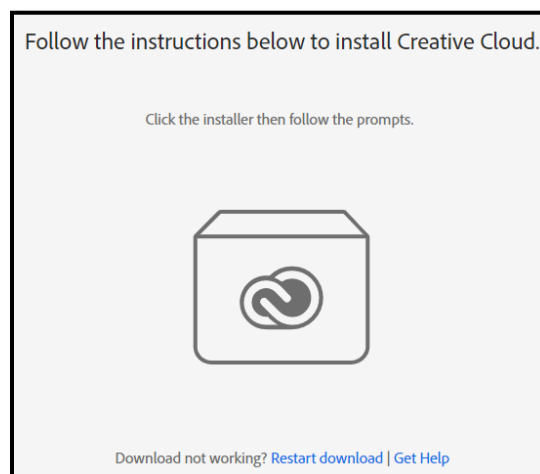 Follow the instructions below to install Creative Cloud.
Click the installer then follow the prompts.
Download not working? Restart download | Get Help